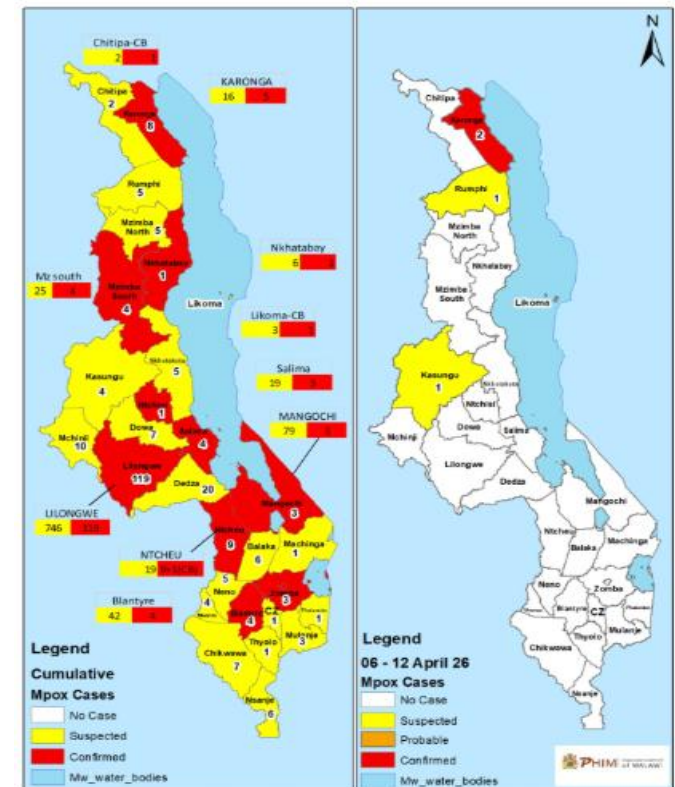 Chitipa-CB
2
KARONGA
16
Chitipa
2
8
Rumphi
5
Mzimba
North
5
Nkhatabay
6
Nkhatabay
1
Mz south
25
Mzimba
South
4
Likoma
Likoma-CB
3
Salima
19
Nkhotakota
5
Kasungu
4
MANGOCHI
79
1
Dowa
7
Mchinji
10
4
Lilongwe
319
Dedza
20
Mangochi
3
LILONGWE
746
NTCHEU
19
9
Balaka
6
Machinga
1
5
Neno
4
Zomba
3
Blantyre
42
4
CZ
1
1
Thyolo
1
Mulanje
3
Chikwawa
7
Nsanje
6
Legend
Cumulative
Mpox Cases
No Case
Suspected
Confirmed
Mw_water_bodies
N
Chitipa
2
Rumphi
1
Mzimba
North
Nkhatabay
Mzimba
South
Likoma
Kasungu
1
Nkhotakota
Ntchisi
Dowa
Mchinji
Salima
Lilongwe
Dedza
Mangochi
Ntcheu
Balaka
Machinga
Neno
Zomba
Blantyre
CZ
Thyolo
Mulanje
Chikwawa
Nsanje
Legend
06 - 12 April 26
Mpox Cases
No Case
Suspected
Probable
Confirmed
Mw_water_bodies
PHIM